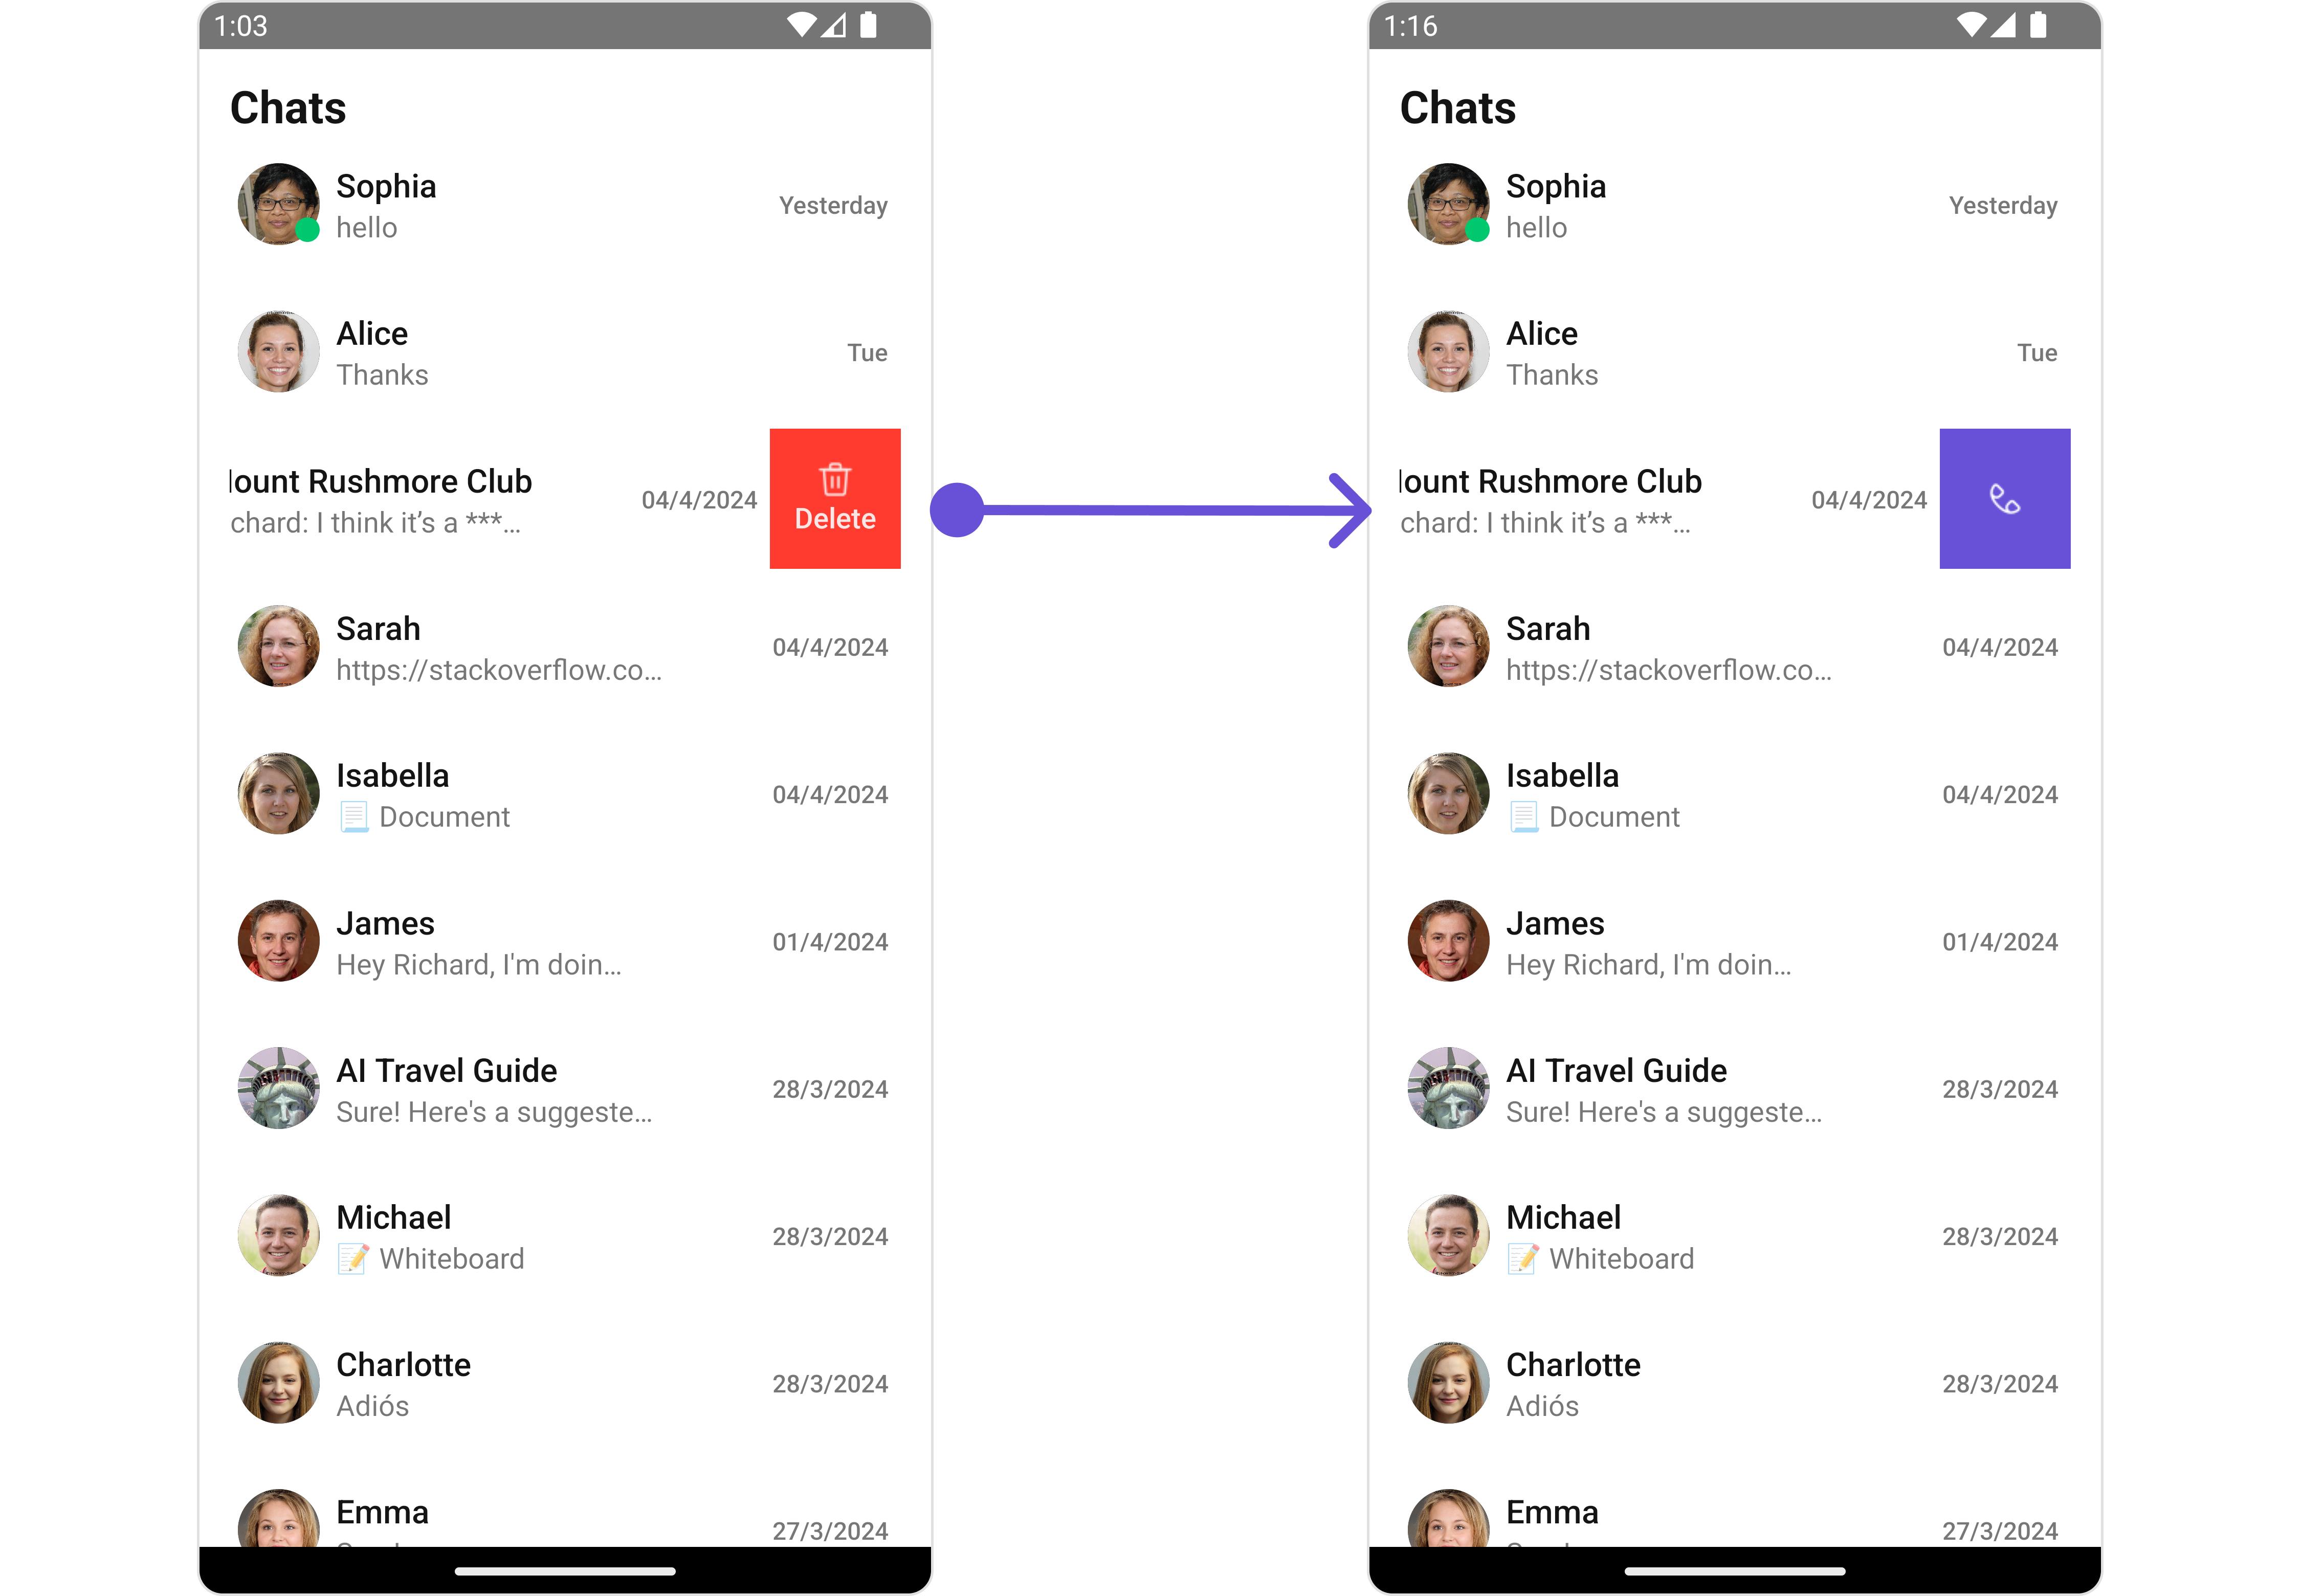 1:03
Chats
Sophia
Yesterday
hello
Alice
Tue
Thanks
ount Rushmore Club
04/4/2024
chard: I think it’s a ***...
Delete
Sarah
04/4/2024
https://stackoverflow.co...
Isabella
04/4/2024
📃 Document
James
01/4/2024
Hey Richard, I'm doin...
AI Travel Guide
28/3/2024
Sure! Here's a suggeste...
Michael
28/3/2024
📝 Whiteboard
Charlotte
28/3/2024
Adiós
Emma
27/3/2024
1:16
Chats
Sophia
Yesterday
hello
Alice
Tue
Thanks
ount Rushmore Club
04/4/2024
chard: I think it’s a ***...
Sarah
04/4/2024
https://stackoverflow.co...
Isabella
04/4/2024
📃 Document
James
01/4/2024
Hey Richard, I'm doin...
AI Travel Guide
28/3/2024
Sure! Here's a suggeste...
Michael
28/3/2024
📝 Whiteboard
Charlotte
28/3/2024
Adiós
Emma
27/3/2024